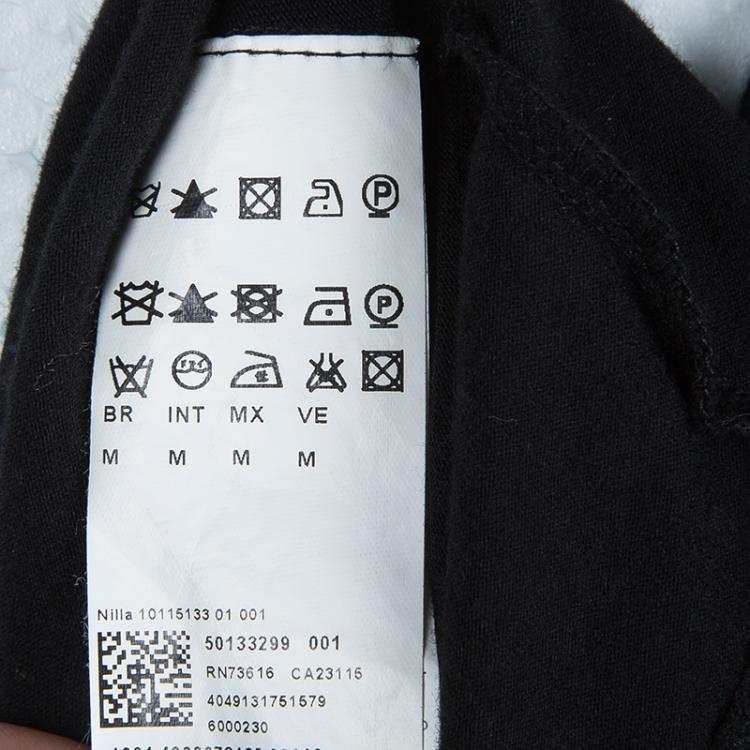 P
P
BR INT MX VE
M M M M
Nilla 10115133 01 001
50133299 001
RN73616 CA23115
4049131751579
6000230